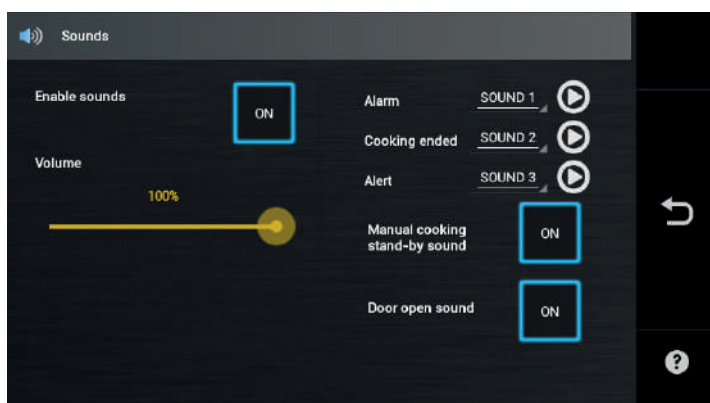 Sounds
Enable sounds
ON
Volume
100%
Alarm
SOUND 1
Cooking ended
SOUND 2
Alert
SOUND 3
Manual cooking
stand-by sound
ON
Door open sound
ON
?